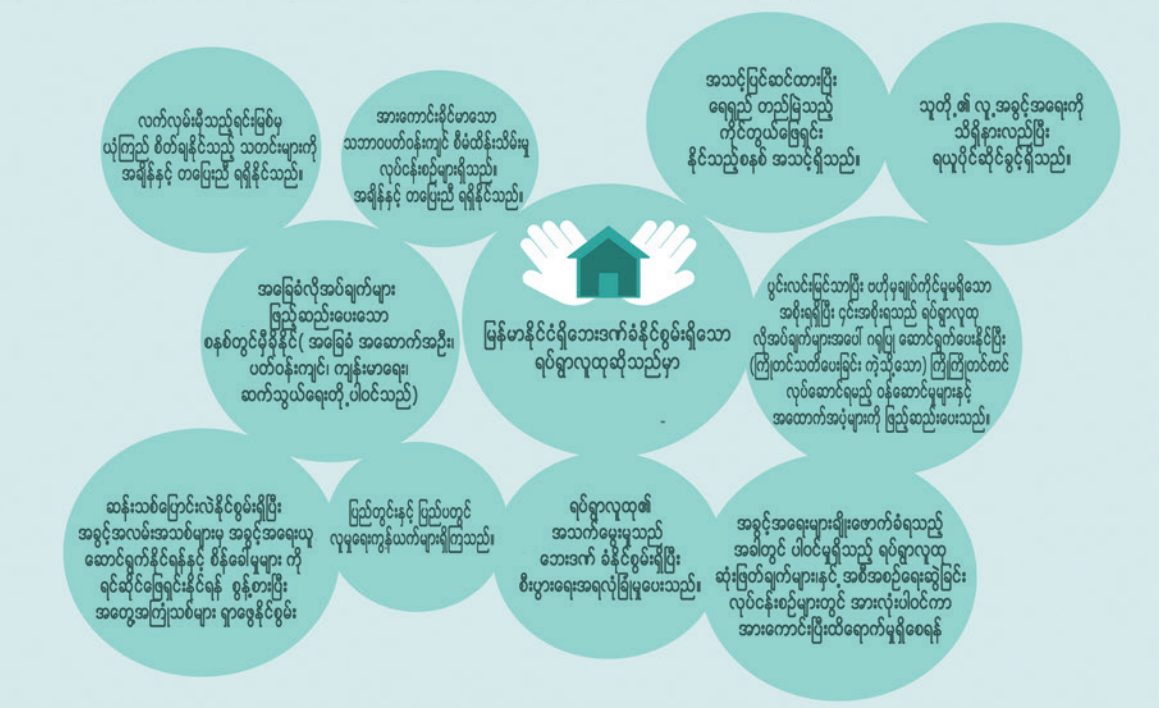 လက်လှမ်းမီသည့်ရင်းမြစ်မှ
ယုံကြည် စိတ်ချနိုင်သည့် သတင်းများကို
အချိန်နှင့် တပြေးညီ ရရှိနိုင်သည်။
အားကောင်းခိုင်မာသော
သဘာဝပတ်ဝန်းကျင် စီမံထိန်းသိမ်းမှု
လုပ်ငန်းစဉ်များရှိသည်။
အချိန်နှင့် တပြေးညီ ရရှိနိုင်သည်။
အသင့်ပြင်ဆင်ထားပြီး
ရေရှည် တည်မြဲသည့်
ကိုင်တွယ်ဖြေရှင်း
နိုင်သည့်စနစ် အသင့်ရှိသည်။
သူတို့၏ လူ့အခွင့်အရေးကို
သိရှိနားလည်ပြီး
ရယူပိုင်ဆိုင်ခွင့်ရှိသည်။
အခြေခံလိုအပ်ချက်များ
ဖြည့်ဆည်းပေးသော
စနစ်တွင်မှီခိုနိုင်( အခြေခံ အဆောက်အဦး၊
ပတ်ဝန်းကျင်၊ ကျန်းမာရေး၊
ဆက်သွယ်ရေးတို့ပါဝင်သည်)
မြန်မာနိုင်ငံရှိဘေးဒဏ်ခံနိုင်စွမ်းရှိသော
ရပ်ရွာလူထုဆိုသည်မှာ
ပွင်းလင်းမြင်သာပြီး ဗဟိုမှချုပ်ကိုင်မှုမရှိသော
အစိုးရရှိပြီး ၄င်းအစိုးရသည် ရပ်ရွာလူထု
လိုအပ်ချက်များအပေါ် ဂရုပြု ဆောင်ရွက်ပေးနိုင်ပြီး
(ကြိုတင်သတိပေးခြင်း ကဲ့သို့သော) ကြိုကြိုတင်တင်
လုပ်ဆောင်ရမည့် ဝန်ဆောင်မှုများနှင့်
အထောက်အပံ့များကို ဖြည့်ဆည်းပေးသည်။
ဆန်းသစ်ပြောင်းလဲနိုင်စွမ်းရှိပြီး
အခွင့်အလမ်းအသစ်များမှ အခွင့်အရေးယူ
ဆောင်ရွက်နိုင်ရန်နှင့် စိန်ခေါ်မှုများ ကို
ရင်ဆိုင်ဖြေရှင်းနိုင်ရန် စွန့်စားပြီး
အတွေ့အကြုံသစ်များ ရှာဖွေနိုင်စွမ်း
ပြည်တွင်းနှင့် ပြည်ပတွင်
လူမှုရေးကွန်ယက်များရှိကြသည်။
ရပ်ရွာလူထု၏
အသက်မွေးမှုသည်
ဘေးဒဏ် ခံနိုင်စွမ်းရှိပြီး
စီးပွားရေးအရလုံခြုံမှုပေးသည်။
အခွင့်အရေးများချိုးဖောက်ခံရသည့်
အခါတွင် ပါဝင်မှုရှိသည့် ရပ်ရွာလူထု
ဆုံးဖြတ်ချက်များ၊နှင့် အစီအစဉ်ရေးဆွဲခြင်း
လုပ်ငန်းစဉ်များတွင် အားလုံးပါဝင်ကာ
အားကောင်းပြီးထိရောက်မှုရှိစေရန်